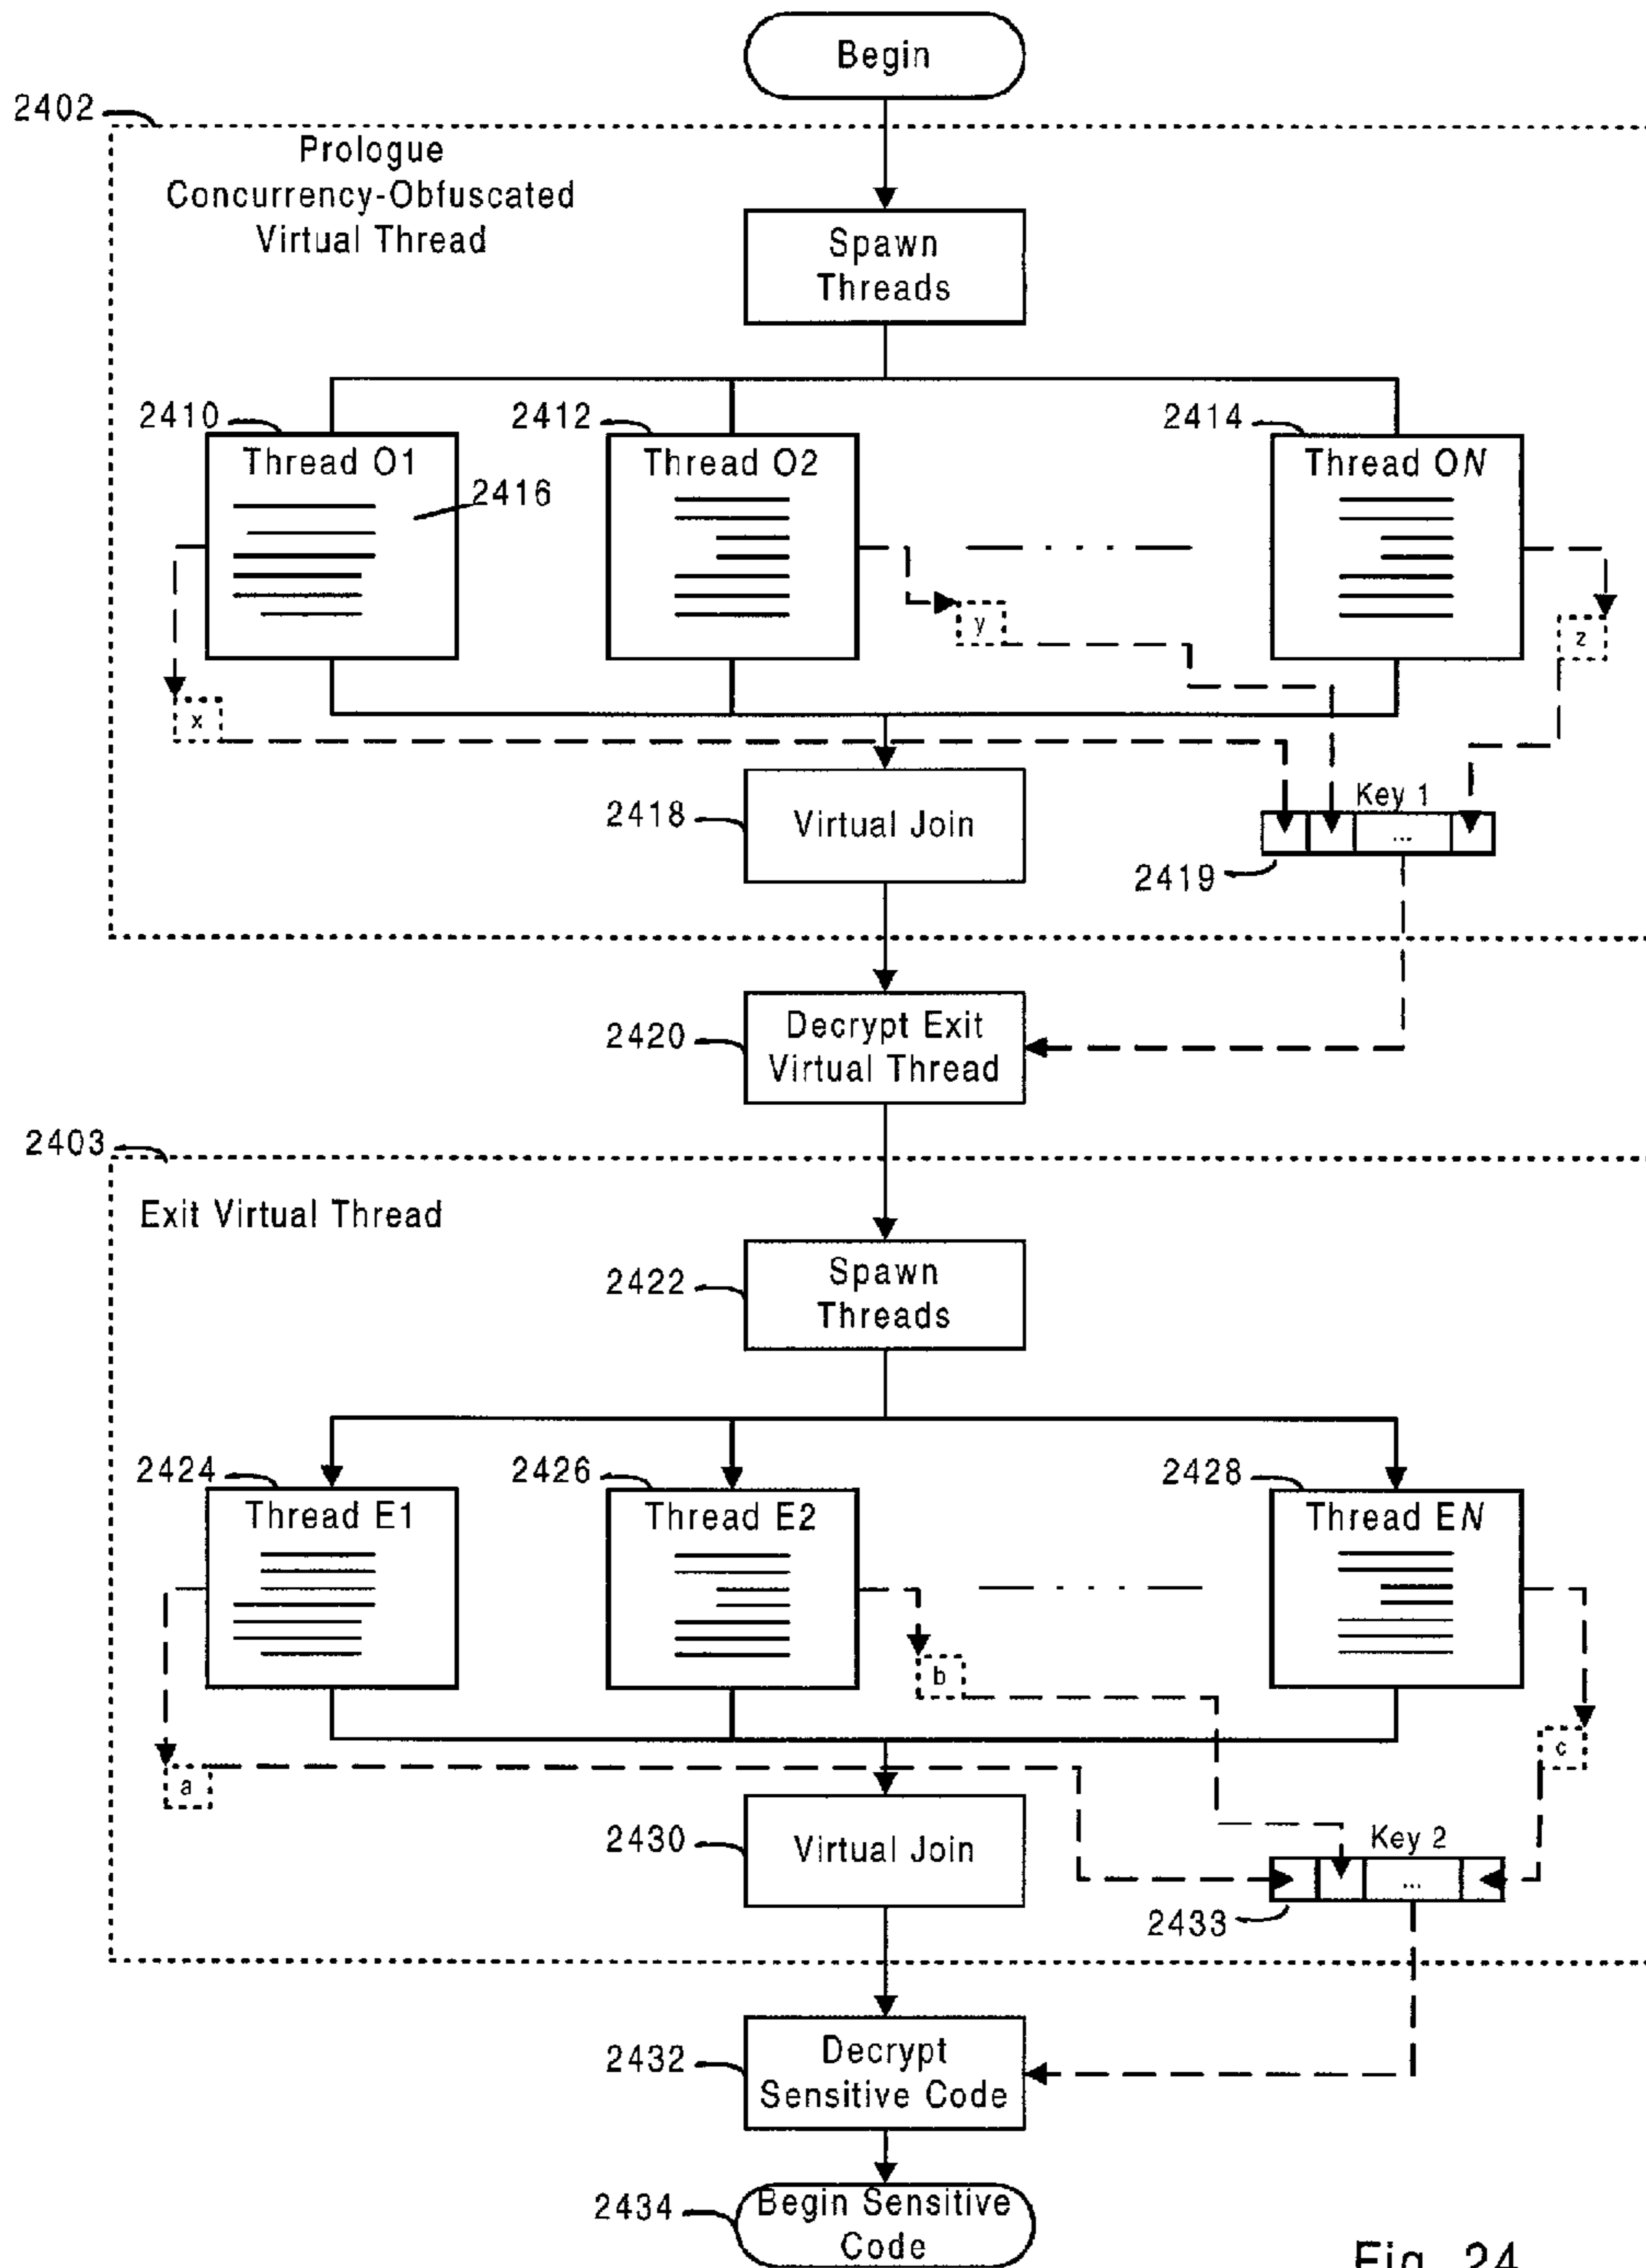 Begin
2402
Prologue
Concurrency-Obfuscated
Virtual Thread
Spawn
Threads
2410
2412
2414
Thread O1
Thread O2
Thread ON
2416
y
z
x
Key 1
2418
Virtual Join
...
2419
2420
Decrypt Exit
Virtual Thread
2403
Exit Virtual Thread
2422
Spawn
Threads
2424
2426
2428
Thread E1
Thread E2
Thread EN
b
c
a
2430
Virtual Join
Key 2
...
2433
2432
Decrypt
Sensitive Code
2434
Begin Sensitive
Code
Fig. 24